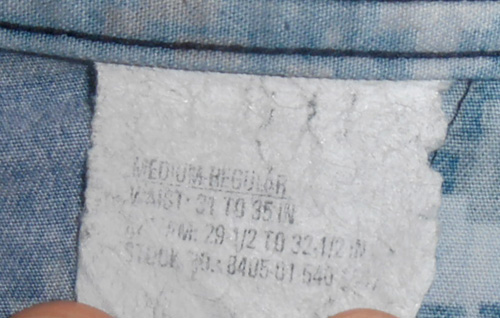 MEDIUM-REGULAR
WAIST: 31 TO 35 IN
29-1/2 TO 32-1/2 IN
STOCK NO.: 8405-01